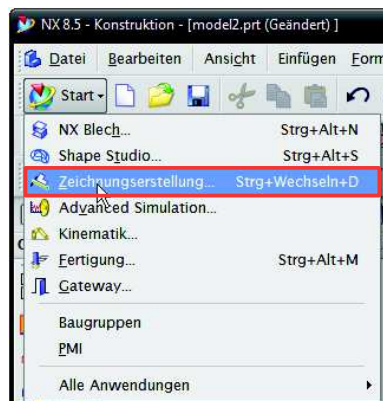 NX 8.5 - Konstruktion - [model2.prt (Geändert) ]
Datei Bearbeiten Ansicht Einfügen Form
Start
NX Blech... Strg+Alt+N
Shape Studio... Strg+Alt+S
Zeichnungserstellung... Strg+Wechseln+D
Advanced Simulation...
Kinematik...
Fertigung... Strg+Alt+M
Gateway...
Baugruppen
PMI
Alle Anwendungen